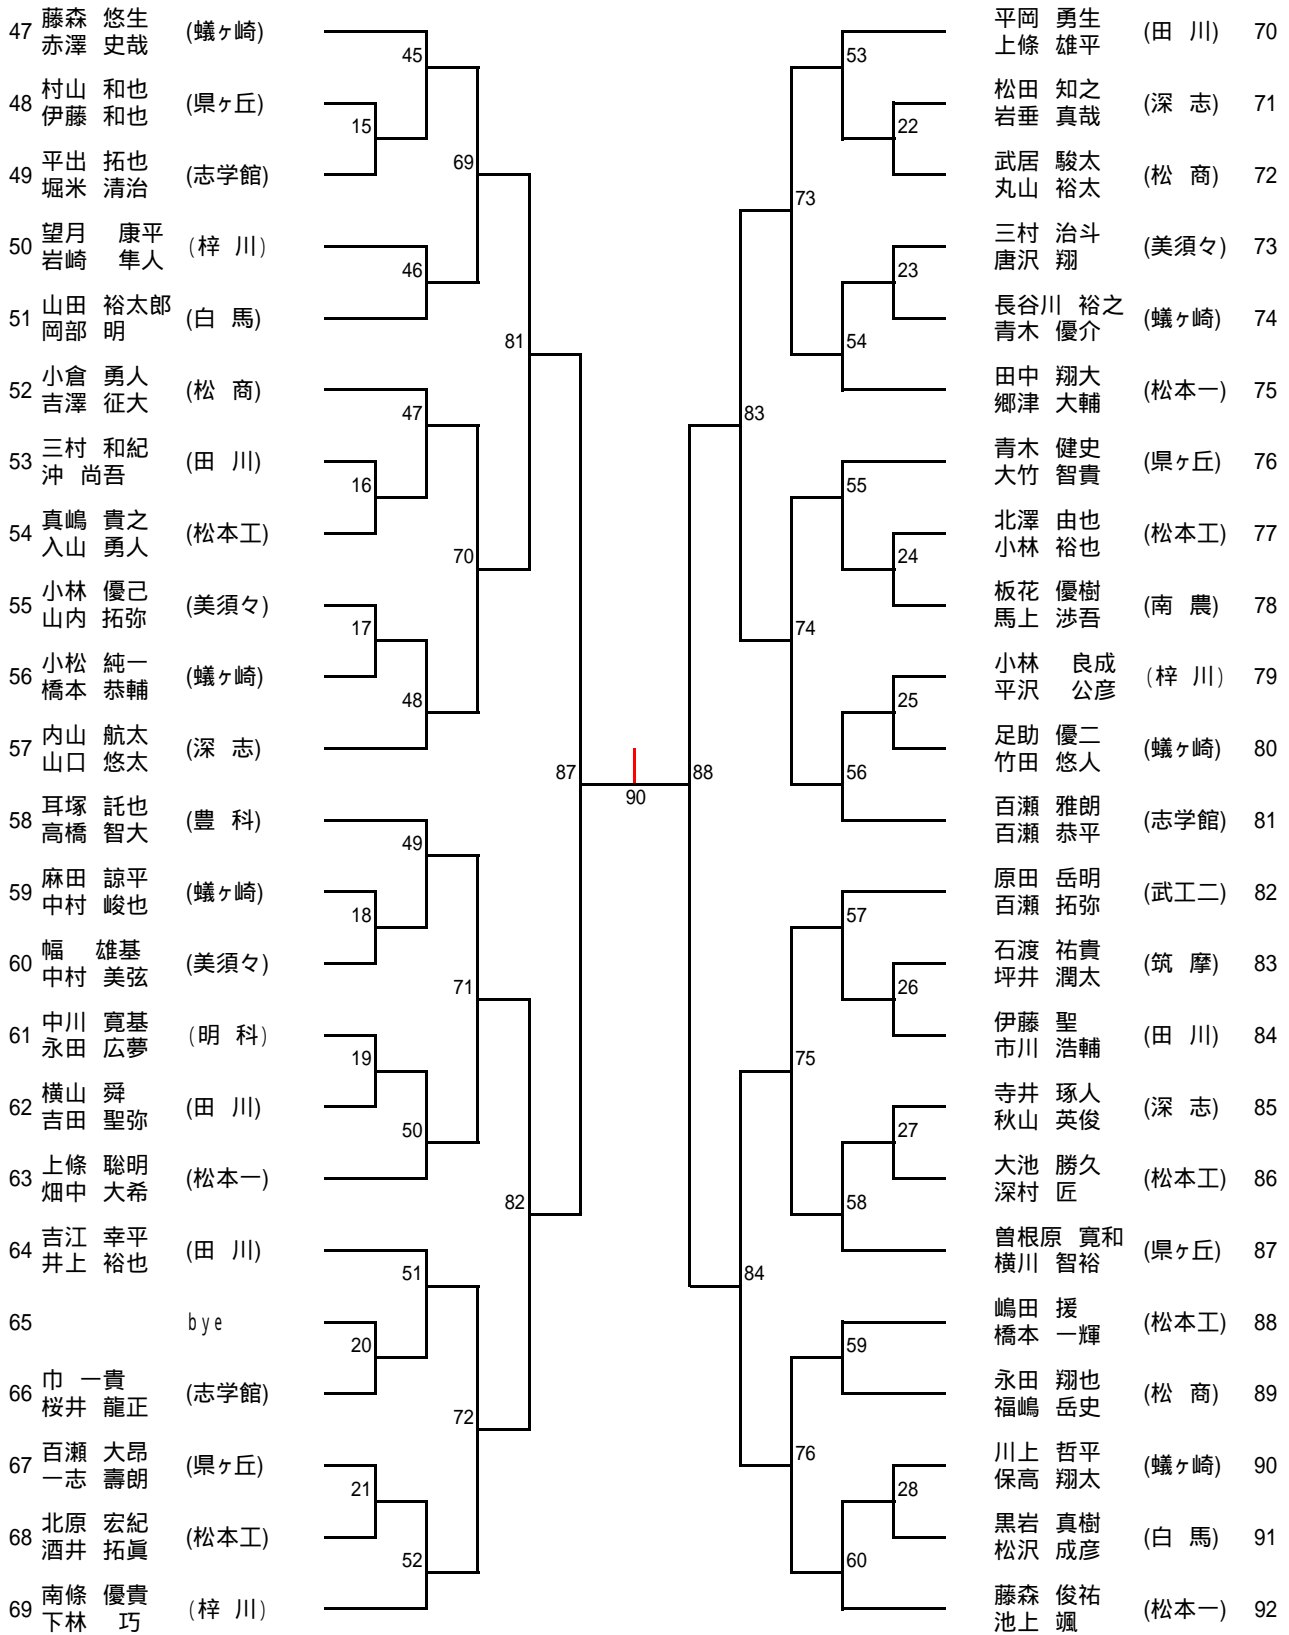 47 藤森 悠生 (蟻ヶ崎)
赤澤 史哉
48 村山 和也 (県ヶ丘)
伊藤 和也
49 平出 拓也 (志学館)
堀米 清治
50 望月 康平 (梓 川)
岩崎 隼人
51 山田 裕太郎 (白 馬)
岡部 明
52 小倉 勇人 (松 商)
吉澤 征大
53 三村 和紀 (田 川)
沖 尚吾
54 真嶋 貴之 (松本工)
入山 勇人
55 小林 優己 (美須々)
山内 拓弥
56 小松 純一 (蟻ヶ崎)
橋本 恭輔
57 内山 航太 (深 志)
山口 悠太
58 耳塚 託也 (豊 科)
高橋 智大
59 麻田 諒平 (蟻ヶ崎)
中村 峻也
60 幅 雄基 (美須々)
中村 美弦
61 中川 寛基 (明 科)
永田 広夢
62 横山 舜 (田 川)
吉田 聖弥
63 上條 聡明 (松本一)
畑中 大希
64 吉江 幸平 (田 川)
井上 裕也
65 bye
66 巾 一貴 (志学館)
桜井 龍正
67 百瀬 大昂 (県ヶ丘)
一志 壽朗
68 北原 宏紀 (松本工)
酒井 拓眞
69 南條 優貴 (梓 川)
下林 巧
45
15
69
46
81
47
16
70
17
48
87
49
18
71
19
50
82
51
20
72
21
52
90
88
53
22
73
23
54
83
55
24
74
25
56
57
26
75
27
58
84
59
76
28
60
平岡 勇生 (田 川) 70
上條 雄平
松田 知之 (深 志) 71
岩垂 真哉
武居 駿太 (松 商) 72
丸山 裕太
三村 治斗 (美須々) 73
唐沢 翔
長谷川 裕之 (蟻ヶ崎) 74
青木 優介
田中 翔大 (松本一) 75
郷津 大輔
青木 健史 (県ヶ丘) 76
大竹 智貴
北澤 由也 (松本工) 77
小林 裕也
板花 優樹 (南 農) 78
馬上 渉吾
小林 良成 (梓 川) 79
平沢 公彦
足助 優二 (蟻ヶ崎) 80
竹田 悠人
百瀬 雅朗 (志学館) 81
百瀬 恭平
原田 岳明 (武工二) 82
百瀬 拓弥
石渡 祐貴 (筑 摩) 83
坪井 潤太
伊藤 聖 (田 川) 84
市川 浩輔
寺井 琢人 (深 志) 85
秋山 英俊
大池 勝久 (松本工) 86
深村 匠
曽根原 寛和 (県ヶ丘) 87
横川 智裕
嶋田 援 (松本工) 88
橋本 一輝
永田 翔也 (松 商) 89
福嶋 岳史
川上 哲平 (蟻ヶ崎) 90
保高 翔太
黒岩 真樹 (白 馬) 91
松沢 成彦
藤森 俊祐 (松本一) 92
池上 颯